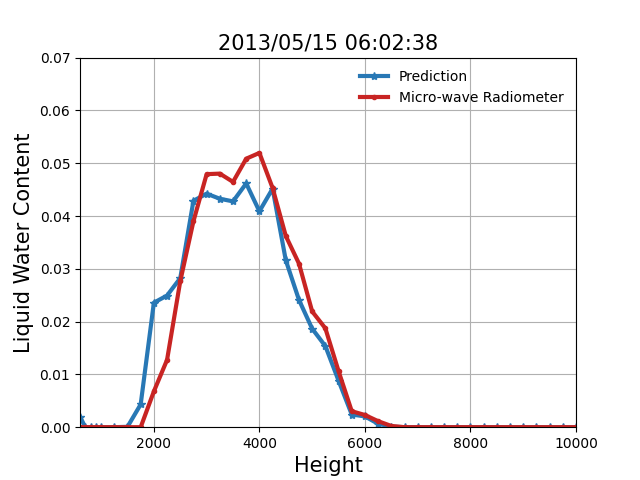 2013/05/15 06:02:38
Prediction
Micro-wave Radiometer
Liquid Water Content
0.07
0.06
0.05
0.04
0.03
0.02
0.01
0.00
2000 4000 6000 8000 10000
Height